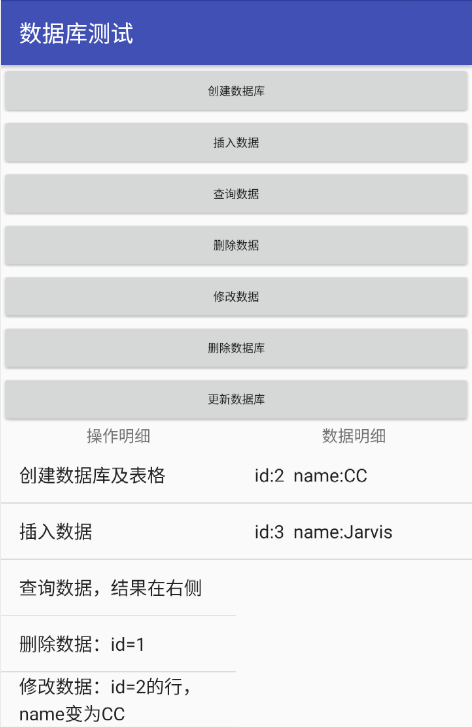 数据库测试
创建数据库
插入数据
查询数据
删除数据
修改数据
删除数据库
更新数据库
操作明细
数据明细
创建数据库及表格
id:2 name:CC
插入数据
id:3 name:Jarvis
查询数据，结果在右侧
删除数据：id=1
修改数据：id=2的行，
name变为CC